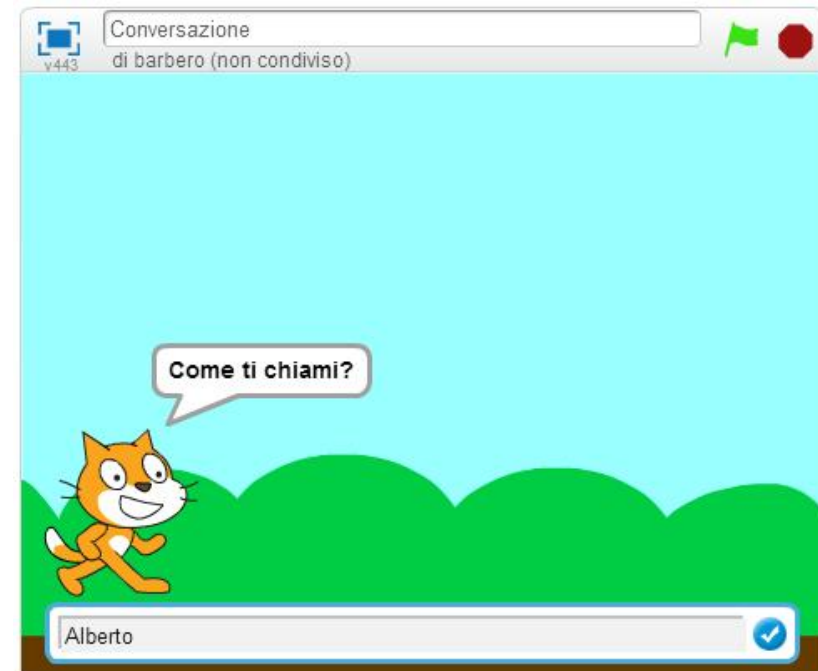 Conversazione
v443
di barbero (non condiviso)
Come ti chiami?
Alberto